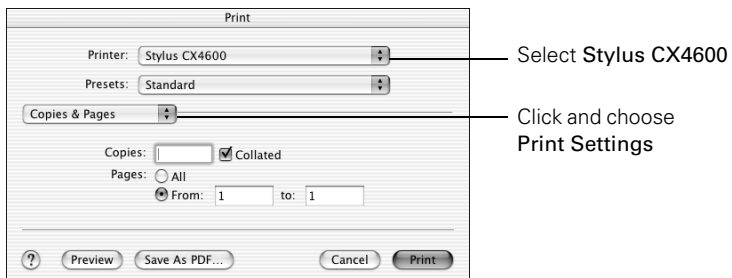 Print
Printer: Stylus CX4600
Select Stylus CX4600
Presets: Standard
Copies & Pages
Click and choose
Print Settings
Copies: Collated
Pages: All
From: 1 to: 1
? Preview Save As PDF... Cancel Print